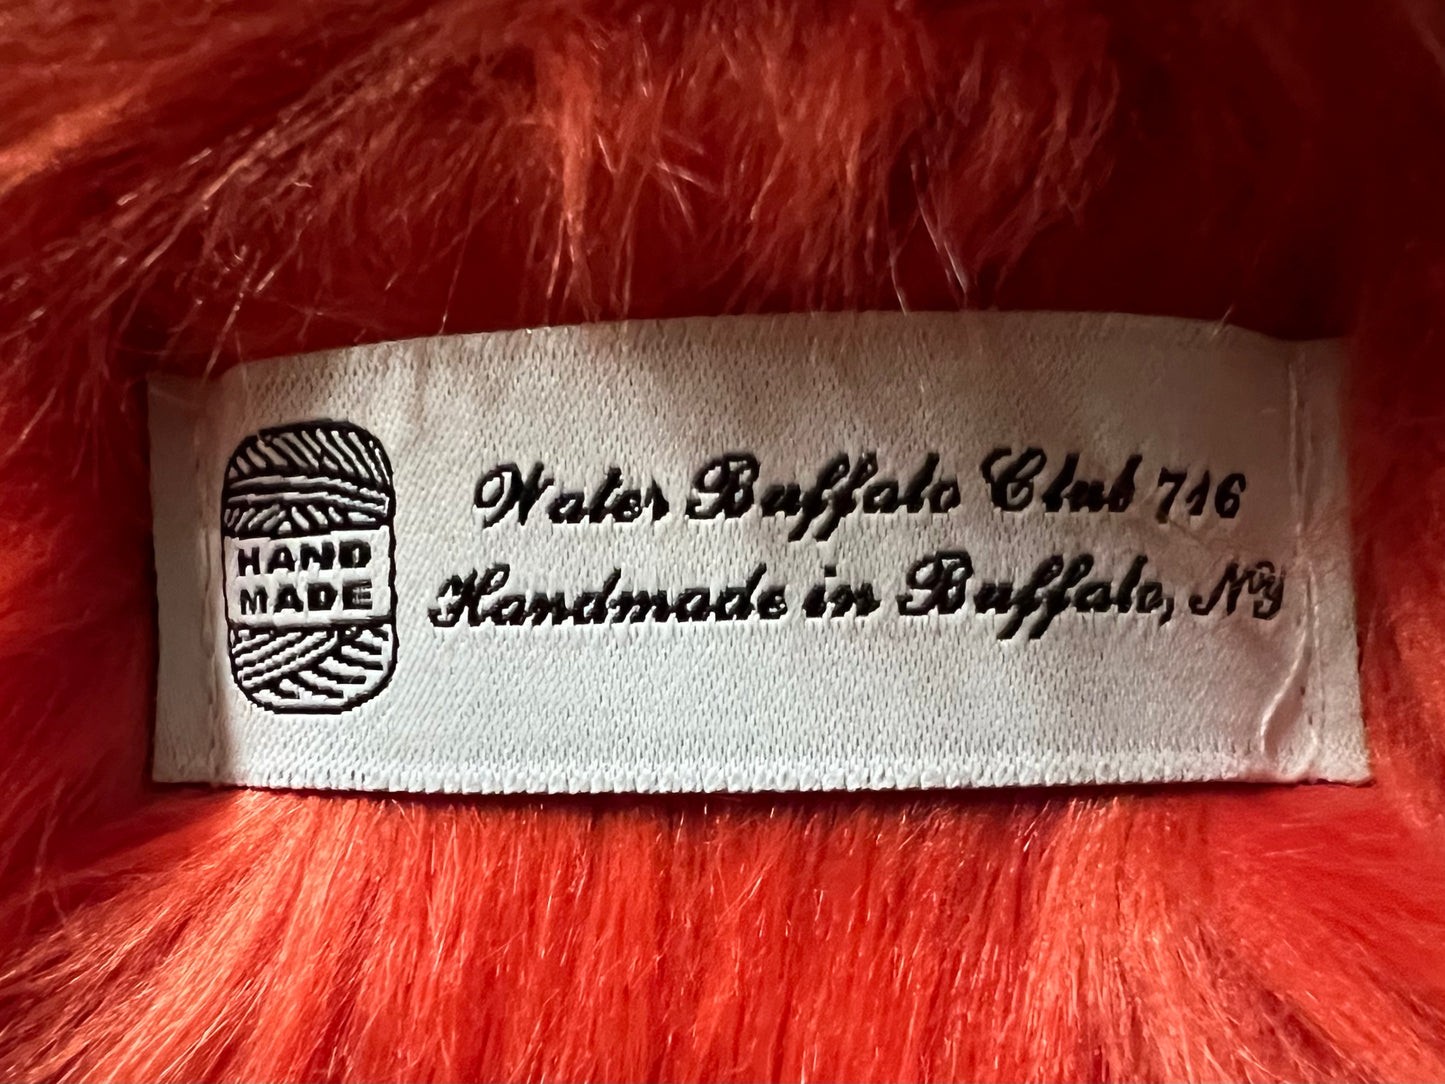 HAND
MADE
Water Buffalo Club 716
Handmade in Buffalo, NY